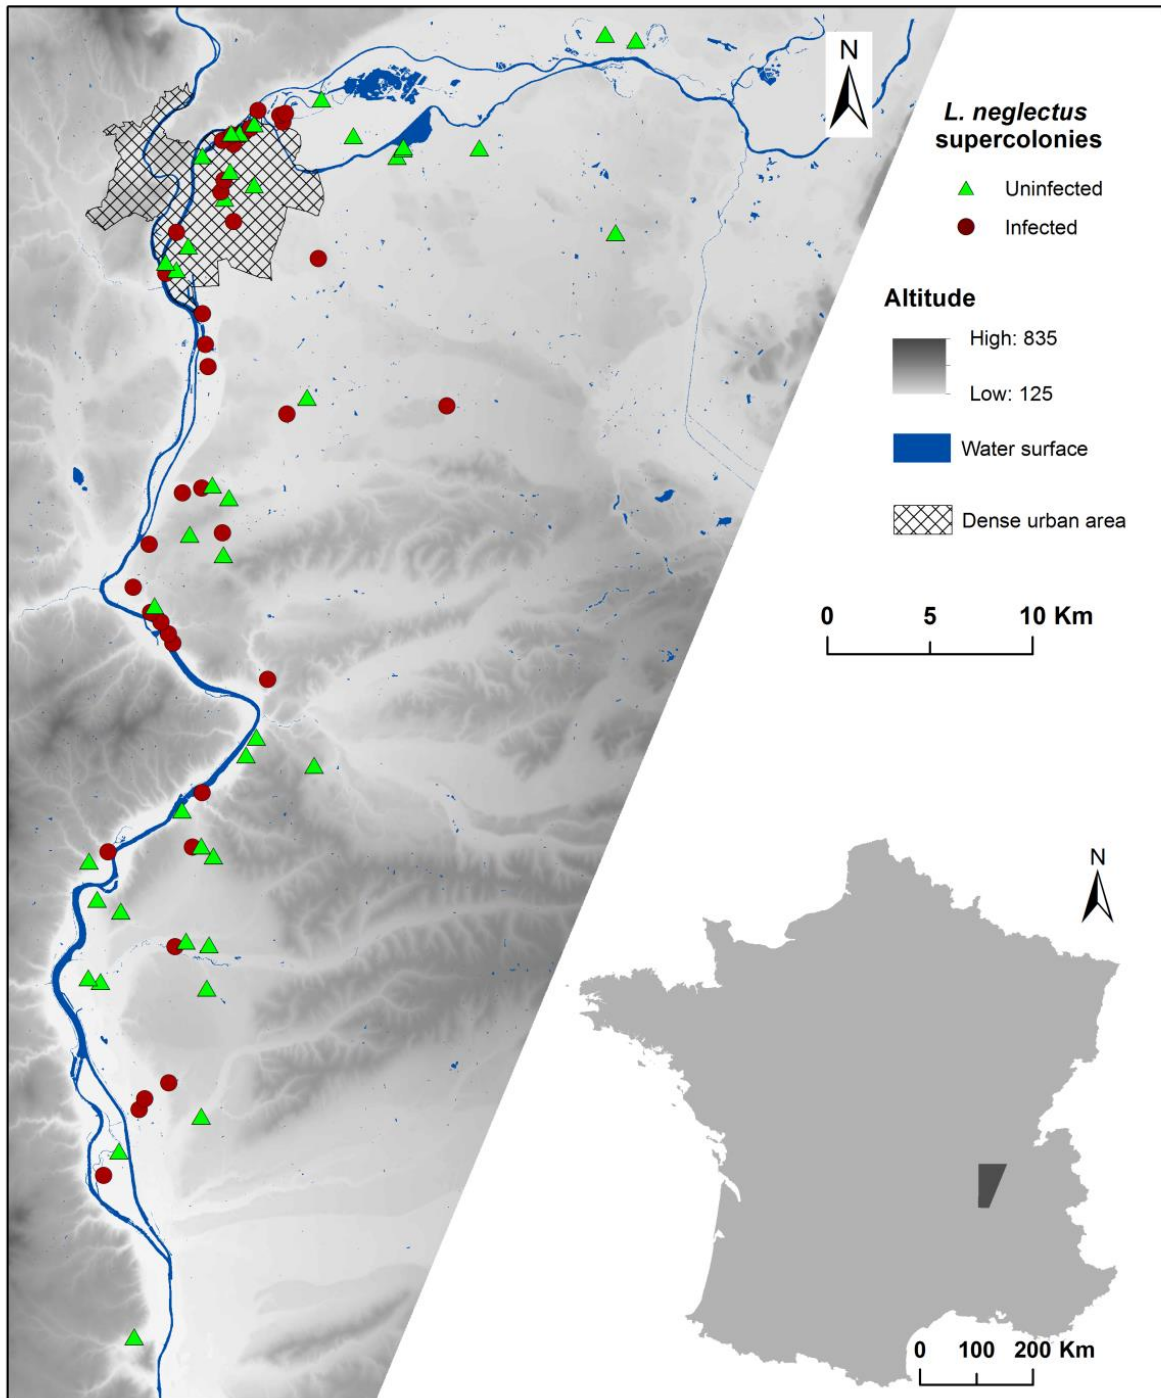 N
L. neglectus
supercolonies
Uninfected
Infected
Altitude
High: 835
Low: 125
Water surface
Dense urban area
0 5 10 Km
N
0 100 200 Km